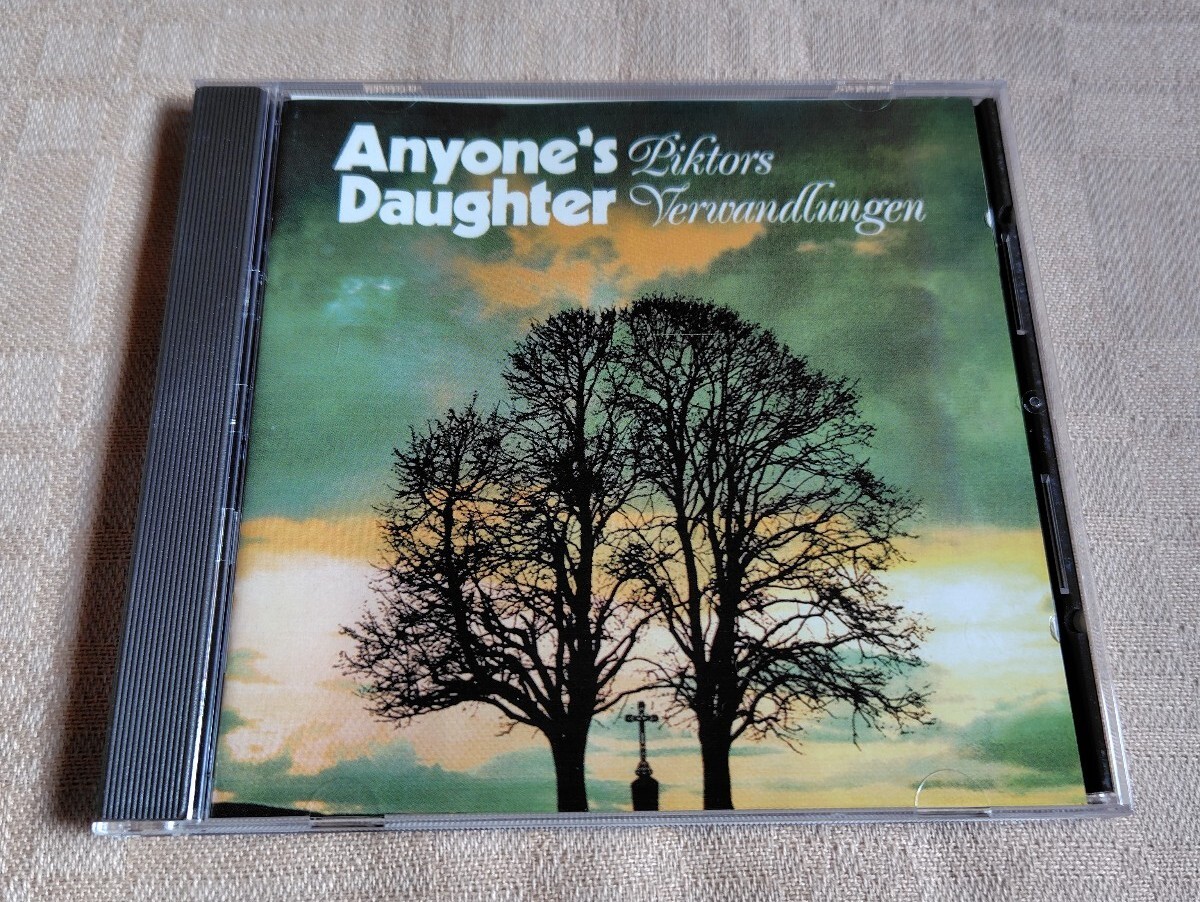 Anyone's
Daughter
Piktors
Verwandlungen